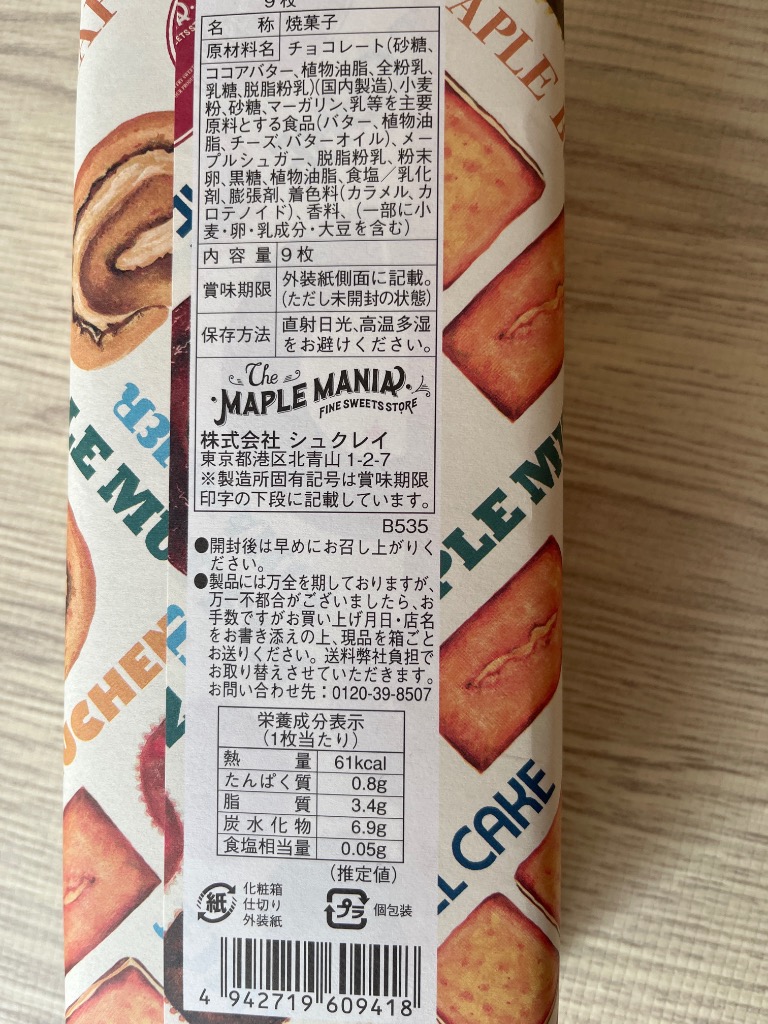 9枚
名称 焼菓子
原材料名 チョコレート(砂糖、
ココアバター、植物油脂、全粉乳、
乳糖、脱脂粉乳)(国内製造)、小麦
粉、砂糖、マーガリン、乳等を主要
原料とする食品(バター、植物油
脂、チーズ、バターオイル)、メー
プルシュガー、脱脂粉乳、粉末
卵、黒糖、植物油脂、食塩/乳化
剤、膨張剤、着色料(カラメル、カ
ロテノイド)、香料、(一部に小
麦・卵・乳成分・大豆を含む)
内容量 9枚
賞味期限 外装紙側面に記載。
(ただし未開封の状態)
保存方法 直射日光、高温多湿
をお避けください。
The
MAPLE MANIA
FINE SWEETS STORE
株式会社 シュクレイ
東京都港区北青山1-2-7
※製造所固有記号は賞味期限
印字の下段に記載しています。
B535
●開封後は早めにお召し上がりく
ださい。
●製品には万全を期しておりますが、
万一不都合がございましたら、お
手数ですがお買い上げ月日・店名
をお書き添えの上、現品を箱ごと
お送りください。送料弊社負担で
お取り替えさせていただきます。
お問い合わせ先:0120-39-8507
栄養成分表示
(1枚当たり)
熱量 61kcal
たんぱく質 0.8g
脂質 3.4g
炭水化物 6.9g
食塩相当量 0.05g
(推定値)
紙 化粧箱
仕切り
外装紙
プラ 個包装
4 942719 609418
APLE
LE MU
PLE M
UCHEN
CAKE